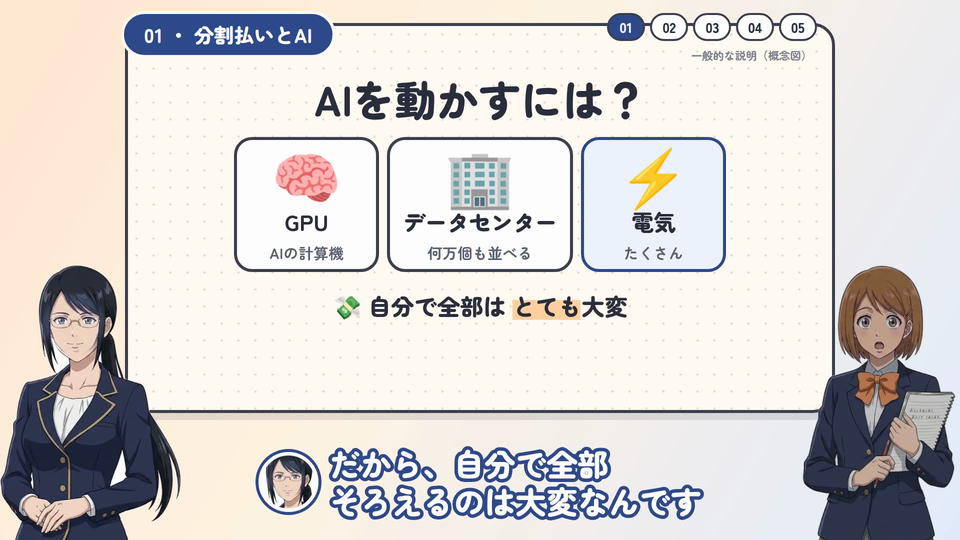 01 ・ 分割払いとAI
01 02 03 04 05
一般的な説明（概念図）
AIを動かすには？
GPU
AIの計算機
データセンター
何万個も並べる
電気
たくさん
自分で全部は とても大変
だから、自分で全部
そろえるのは大変なんです